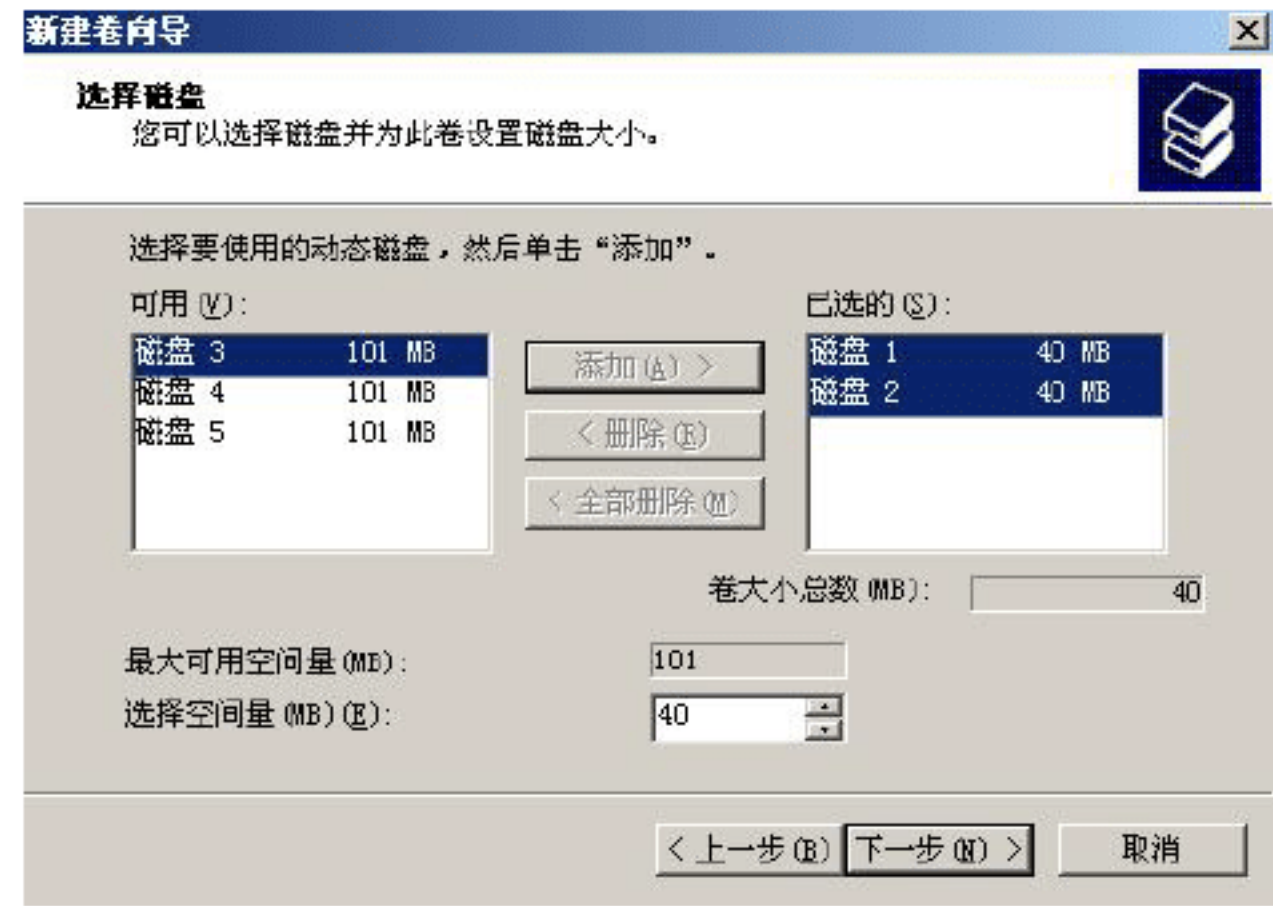 新建卷向导
选择磁盘
您可以选择磁盘并为此卷设置磁盘大小。
选择要使用的动态磁盘，然后单击“添加”。
可用(V):
已选的(S):
磁盘 3 101 MB
磁盘 4 101 MB
磁盘 5 101 MB
添加(A) >
< 删除(R)
< 全部删除(M)
磁盘 1 40 MB
磁盘 2 40 MB
卷大小总数(MB): 40
最大可用空间量(MB): 101
选择空间量(MB)(E): 40
< 上一步(B)
下一步(N) >
取消